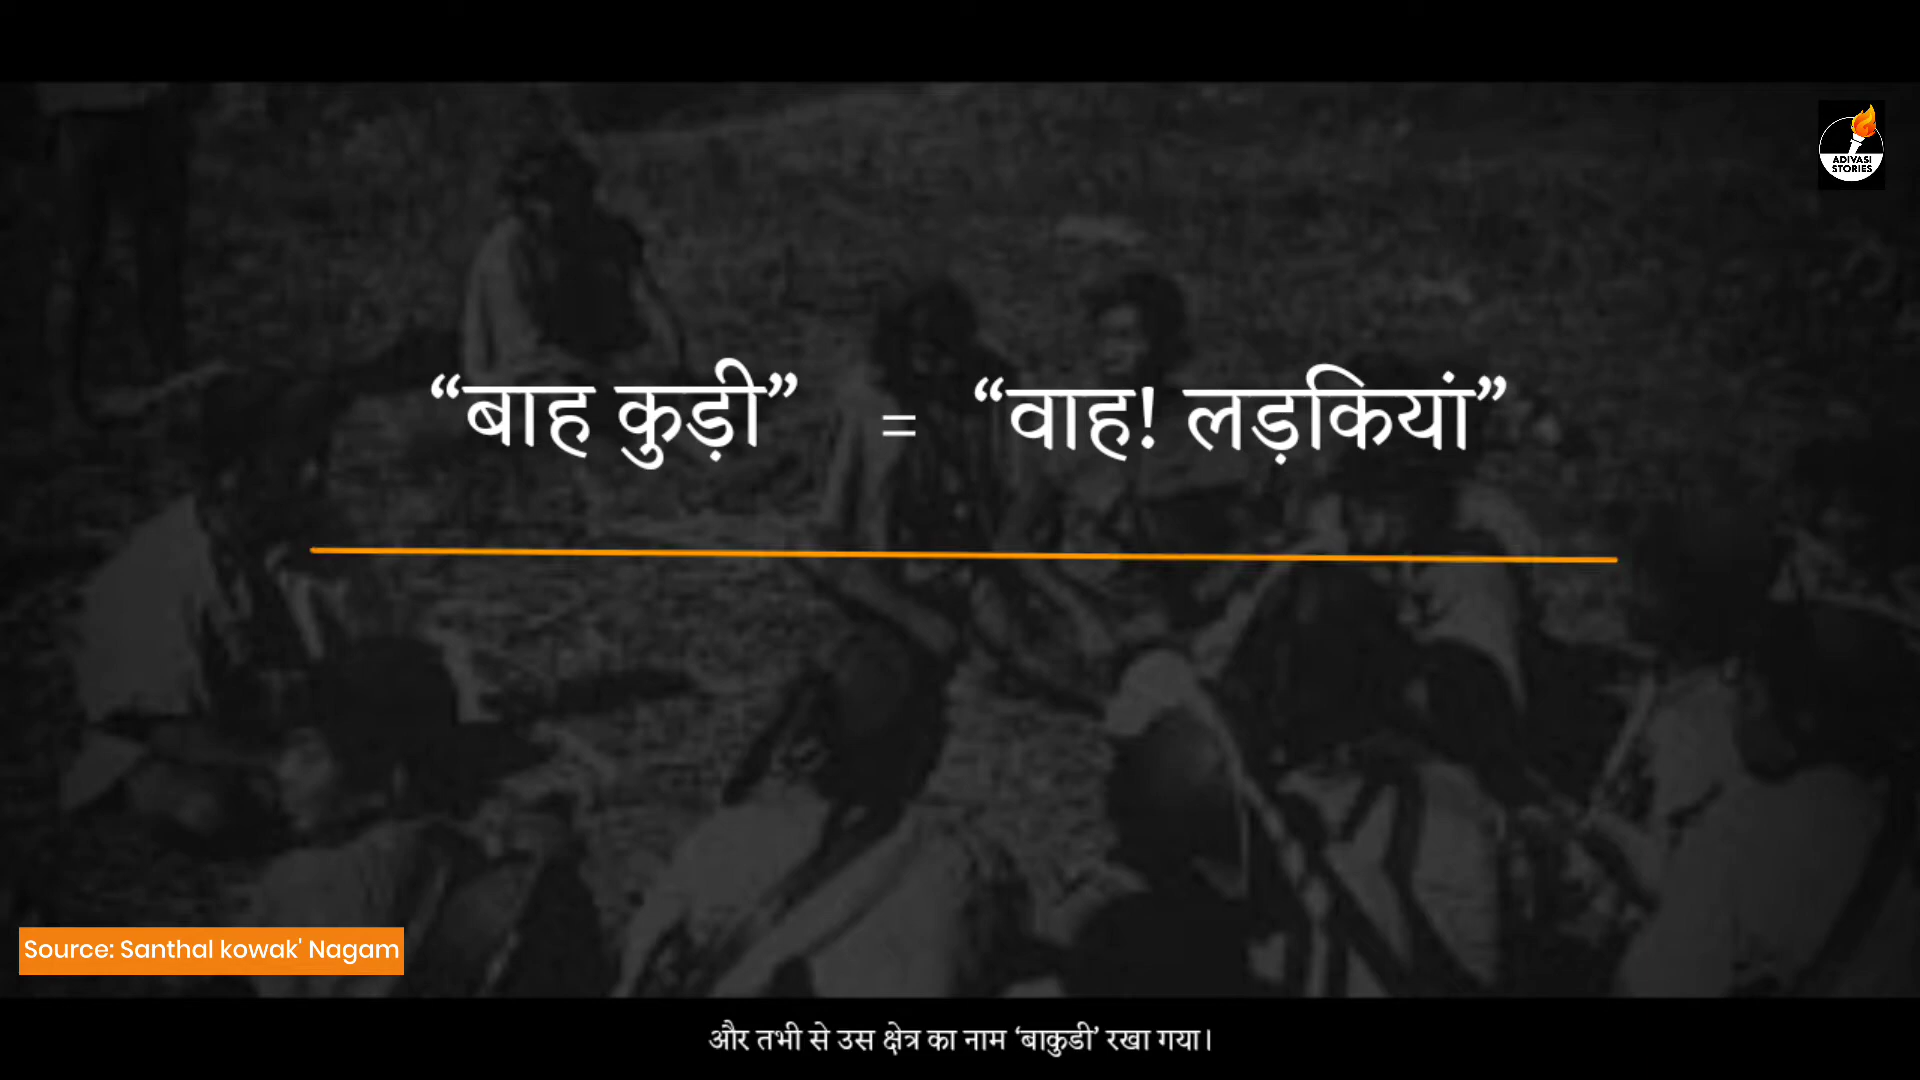 ADIVASI
STORIES
“बाह कुड़ी” = “वाह! लड़कियां”
Source: Santhal kowak' Nagam
और तभी से उस क्षेत्र का नाम ‘बाकुडी’ रखा गया।